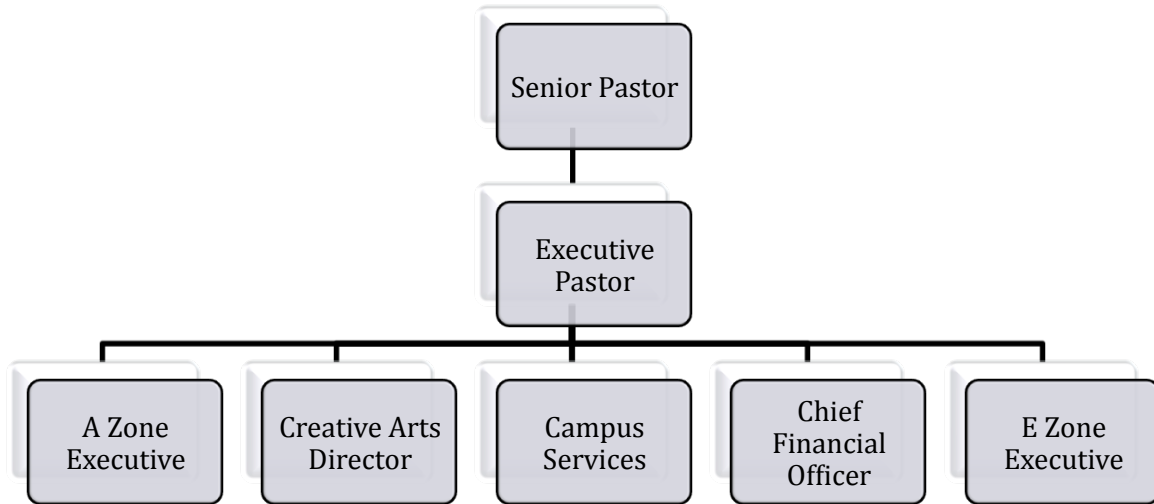 Senior Pastor
Executive
Pastor
A Zone
Executive
Creative Arts
Director
Campus
Services
Chief
Financial
Officer
E Zone
Executive